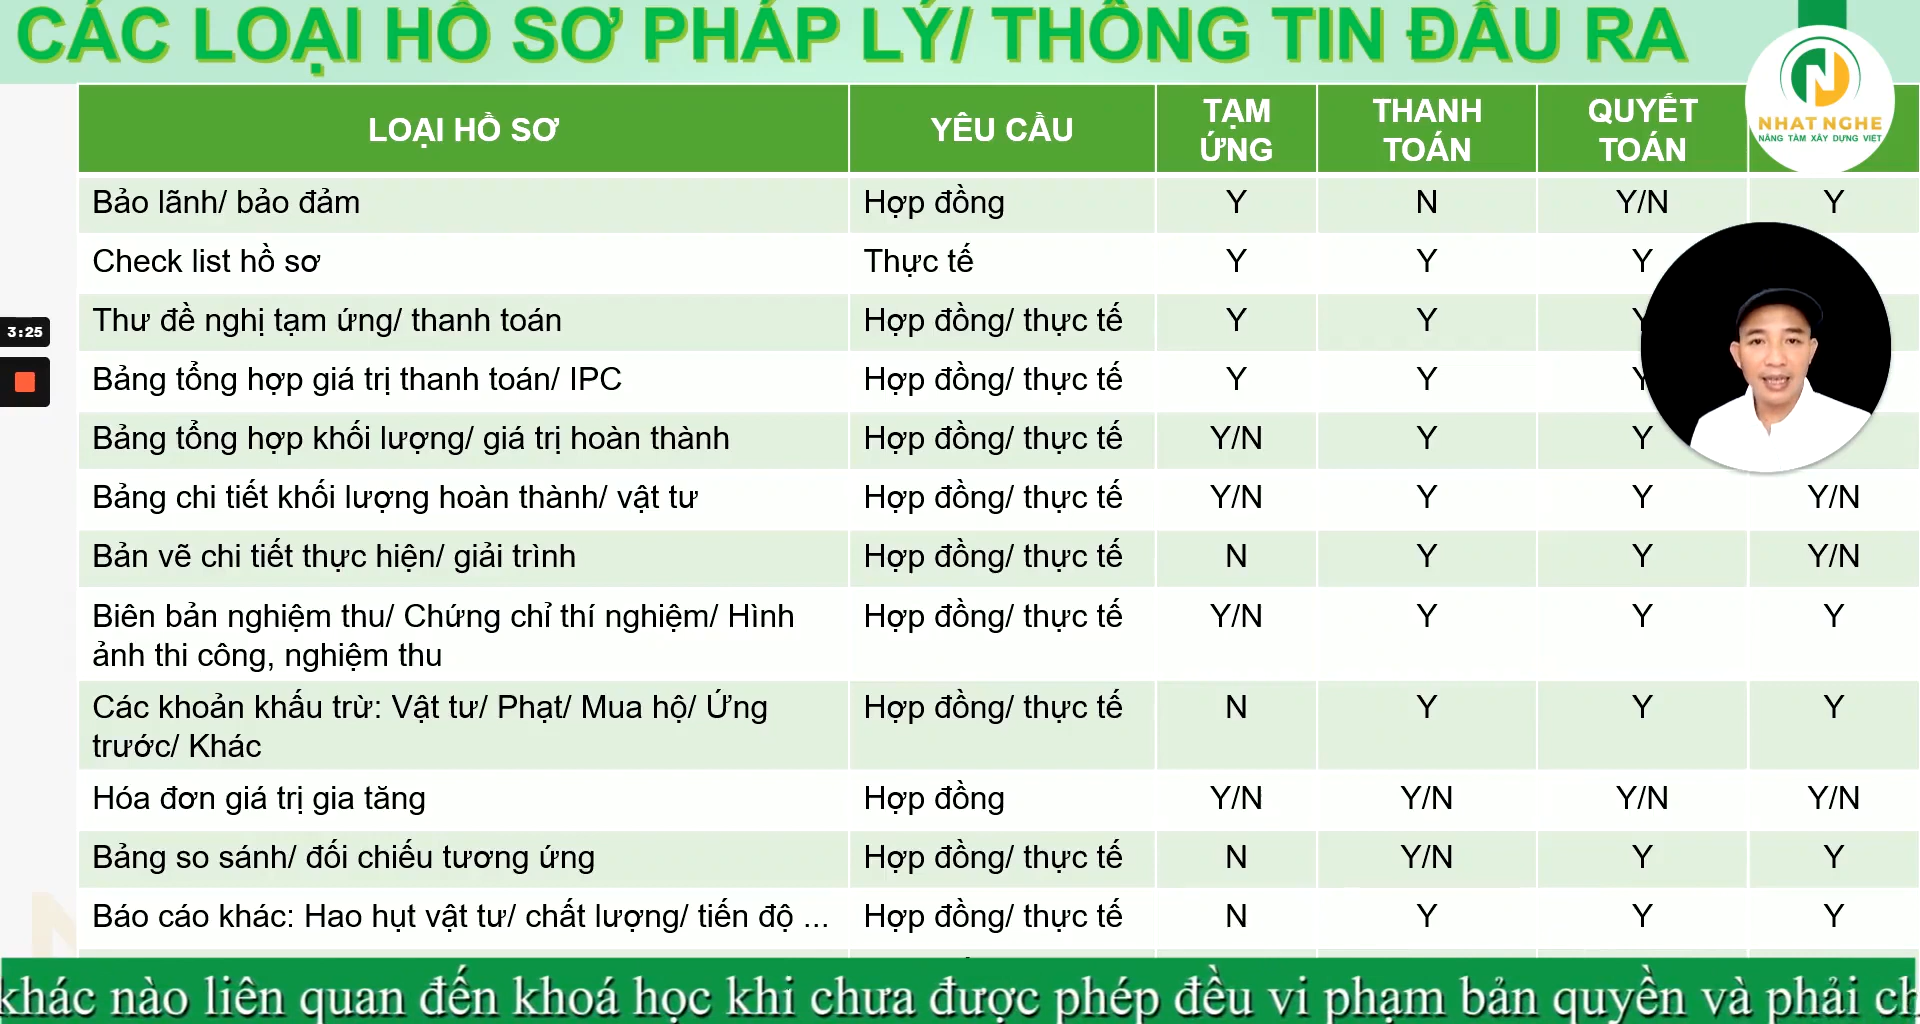 CÁC LOẠI HỒ SƠ PHÁP LÝ/ THÔNG TIN ĐẦU RA
LOẠI HỒ SƠ YÊU CẦU TẠM ỨNG THANH TOÁN QUYẾT TOÁN
NHAT NGHE
NÂNG TẦM XÂY DỰNG VIỆT
Bảo lãnh/ bảo đảm Hợp đồng Y N Y/N Y
Check list hồ sơ Thực tế Y Y Y
Thư đề nghị tạm ứng/ thanh toán Hợp đồng/ thực tế Y Y Y
3:25
Bảng tổng hợp giá trị thanh toán/ IPC Hợp đồng/ thực tế Y Y Y
Bảng tổng hợp khối lượng/ giá trị hoàn thành Hợp đồng/ thực tế Y/N Y Y
Bảng chi tiết khối lượng hoàn thành/ vật tư Hợp đồng/ thực tế Y/N Y Y Y/N
Bản vẽ chi tiết thực hiện/ giải trình Hợp đồng/ thực tế N Y Y Y/N
Biên bản nghiệm thu/ Chứng chỉ thí nghiệm/ Hình Hợp đồng/ thực tế Y/N Y Y Y
ảnh thi công, nghiệm thu
Các khoản khấu trừ: Vật tư/ Phạt/ Mua hộ/ Ứng Hợp đồng/ thực tế N Y Y Y
trước/ Khác
Hóa đơn giá trị gia tăng Hợp đồng Y/N Y/N Y/N Y/N
Bảng so sánh/ đối chiếu tương ứng Hợp đồng/ thực tế N Y/N Y Y
Báo cáo khác: Hao hụt vật tư/ chất lượng/ tiến độ ... Hợp đồng/ thực tế N Y Y Y
khác nào liên quan đến khoá học khi chưa được phép đều vi phạm bản quyền và phải ch